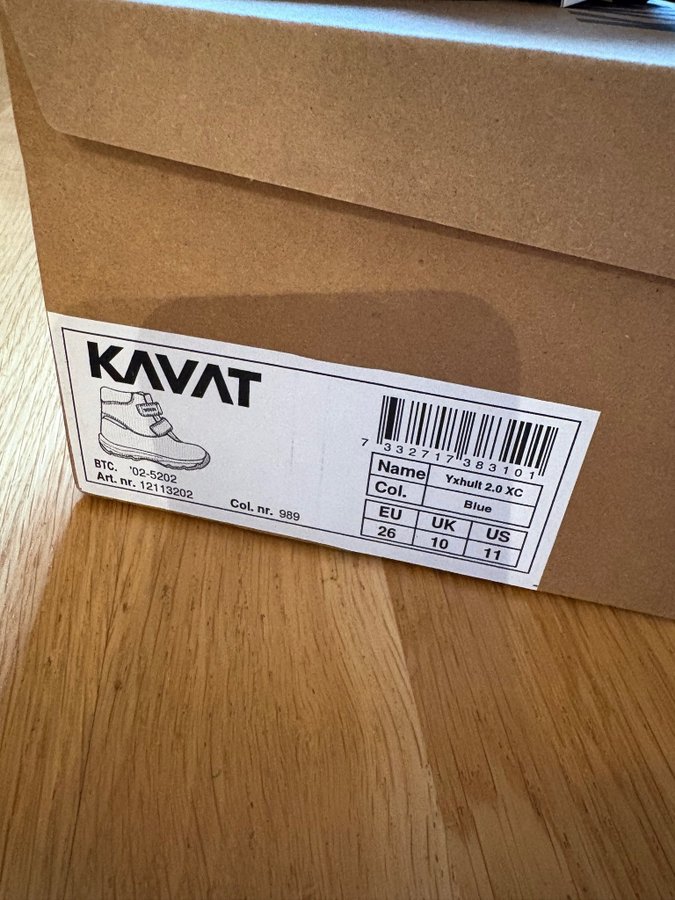 KAVAT
BTC. '02-5202
Art. nr. 12113202
Col. nr. 989
7 332717 383101
Name Yxhult 2.0 XC
Col. Blue
EU UK US
26 10 11